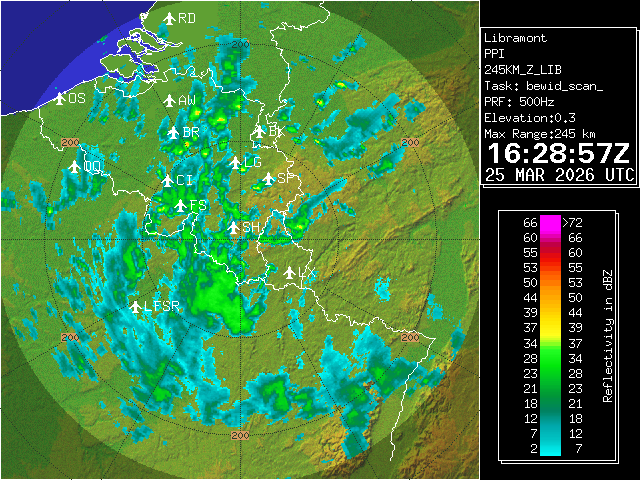 RD
200
OS
AW
BR
BK
200
200
LG
OO
CI
SP
FS
SH
LX
LFSR
200
200
200
Libramont
PPI
245KM_Z_LIB
Task: bewid_scan_
PRF: 500Hz
Elevation:0.3
Max Range:245 km
16:28:57Z
25 MAR 2026 UTC
66 >72
60 66
55 60
53 55
50 53
44 50
39 44
37 39
34 37
28 34
23 28
21 23
18 21
12 18
7 12
2 7
Reflectivity in dBZ